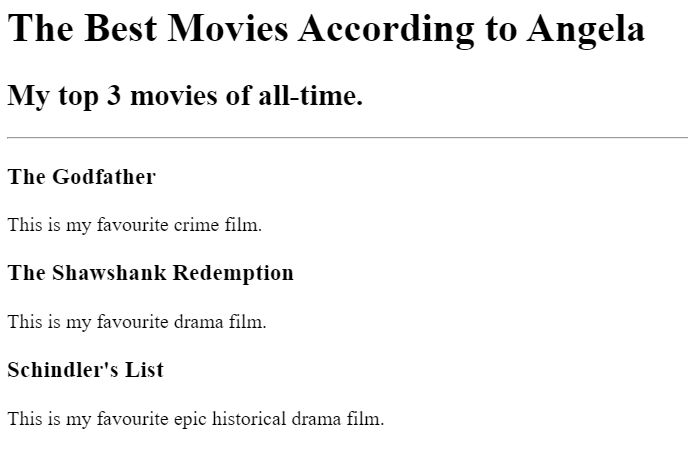 The Best Movies According to Angela
My top 3 movies of all-time.
The Godfather
This is my favourite crime film.
The Shawshank Redemption
This is my favourite drama film.
Schindler's List
This is my favourite epic historical drama film.